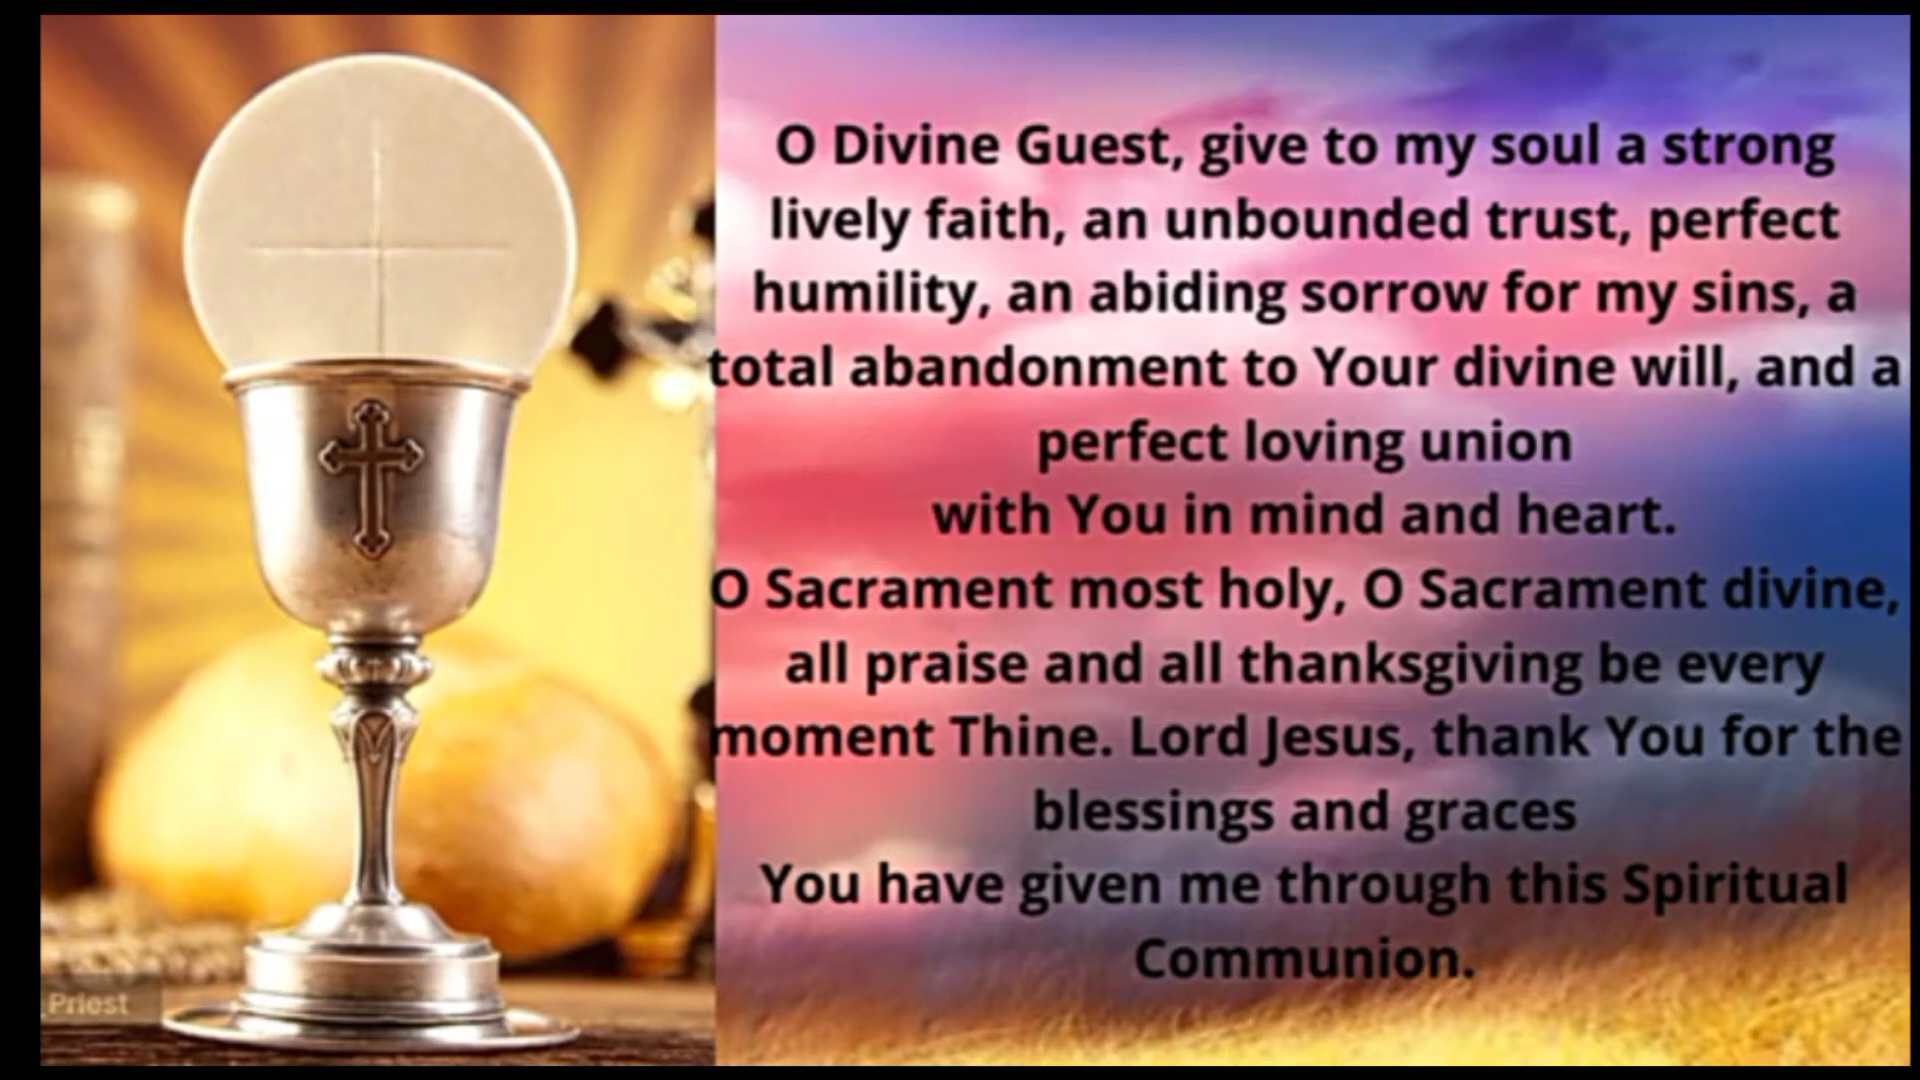 O Divine Guest, give to my soul a strong
lively faith, an unbounded trust, perfect
humility, an abiding sorrow for my sins, a
total abandonment to Your divine will, and a
perfect loving union
with You in mind and heart.
O Sacrament most holy, O Sacrament divine,
all praise and all thanksgiving be every
moment Thine. Lord Jesus, thank You for the
blessings and graces
You have given me through this Spiritual
Communion.
Priest